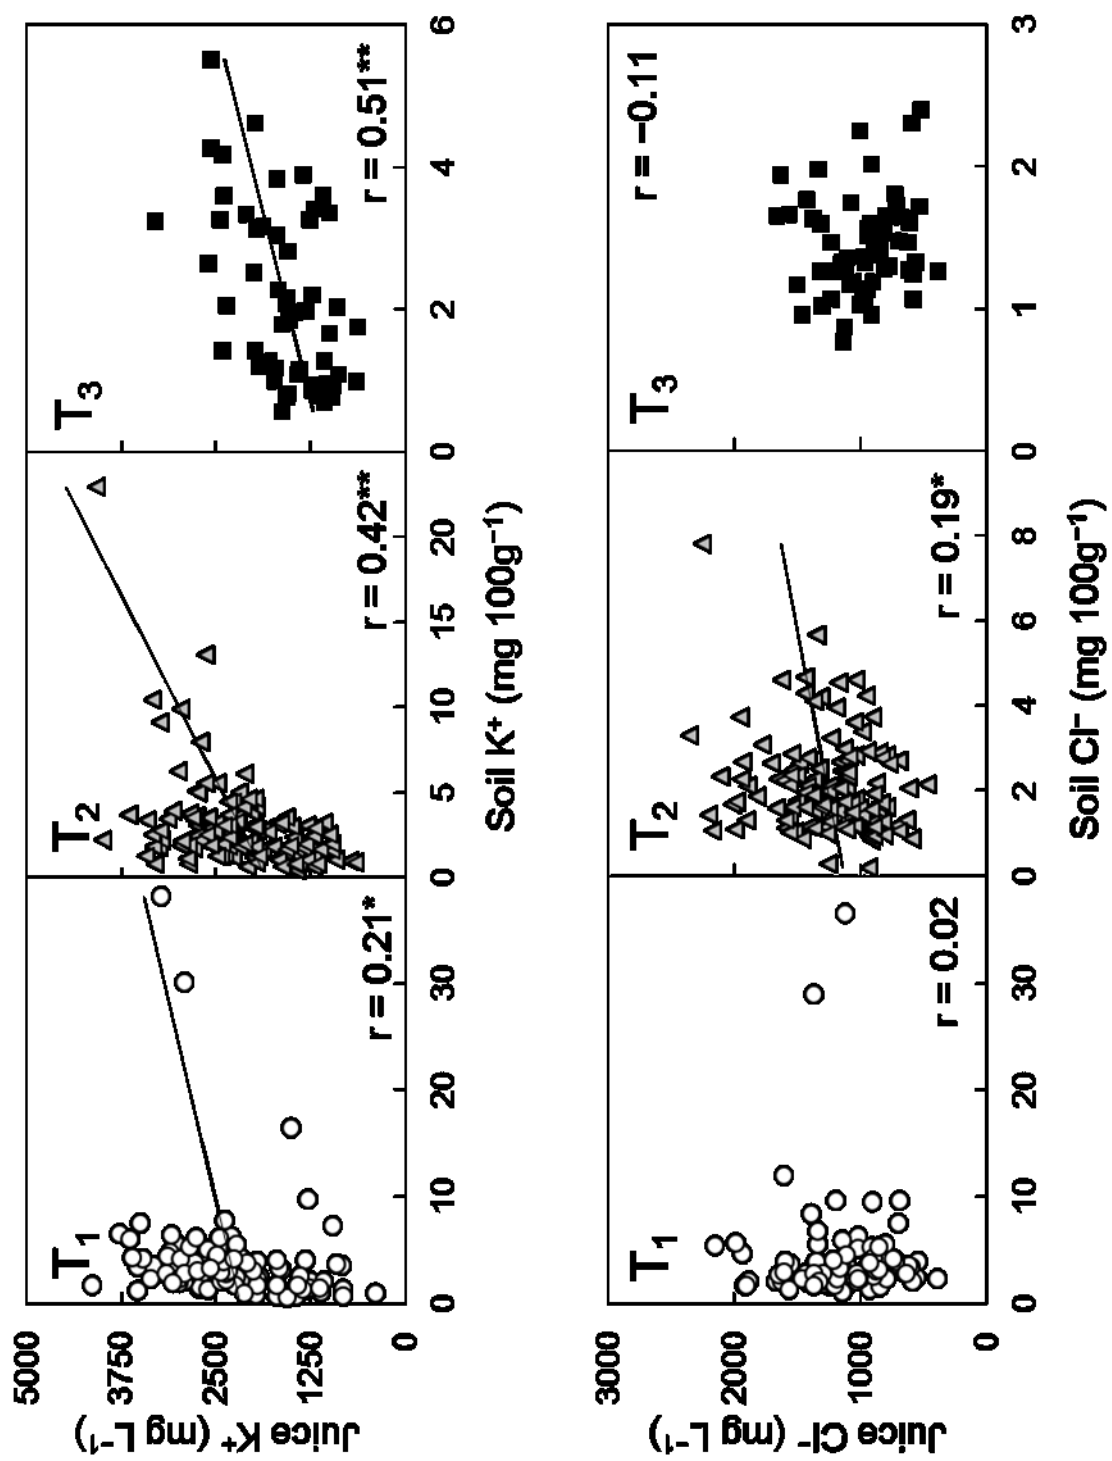 Juice K⁺ (mg L⁻¹)
5000
3750
2500
1250
0
T₁
r = 0.21*
T₂
r = 0.42**
T₃
r = 0.51**
0 10 20 30
0 5 10 15 20
0 2 4 6
Soil K⁺ (mg 100g⁻¹)
Juice Cl⁻ (mg L⁻¹)
3000
2000
1000
0
T₁
r = 0.02
T₂
r = 0.19*
T₃
r = −0.11
0 10 20 30
0 2 4 6 8
0 1 2 3
Soil Cl⁻ (mg 100g⁻¹)